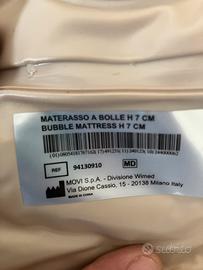 MATERASSO A BOLLE H 7 CM
BUBBLE MATTRESS H 7 CM
REF
94130910
MD
MOVI S.p.A. - Divisione Wimed
Via Dione Cassio, 15 - 20138 Milano Italy
MADE IN CHINA
Subito